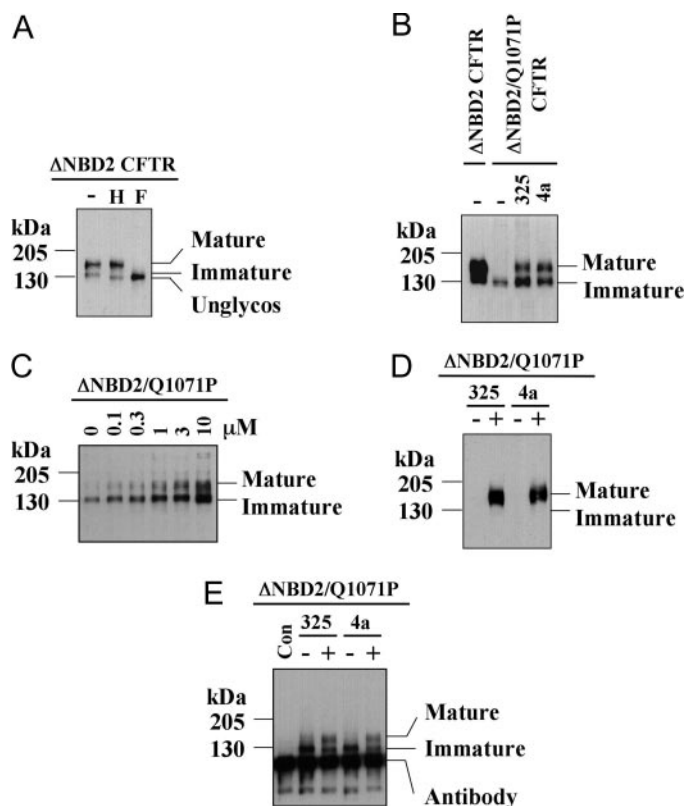 A
ΔNBD2 CFTR
- H F
kDa
205
130
Mature
Immature
Unglycos
B
ΔNBD2 CFTR
ΔNBD2/Q1071P
CFTR
- - 325 4a
kDa
205
130
Mature
Immature
C
ΔNBD2/Q1071P
0 0.1 0.3 1 3 10 μM
kDa
205
130
Mature
Immature
D
ΔNBD2/Q1071P
325 4a
- + - +
kDa
205
130
Mature
Immature
E
ΔNBD2/Q1071P
Con 325 4a
- + - +
kDa
205
130
Mature
Immature
Antibody